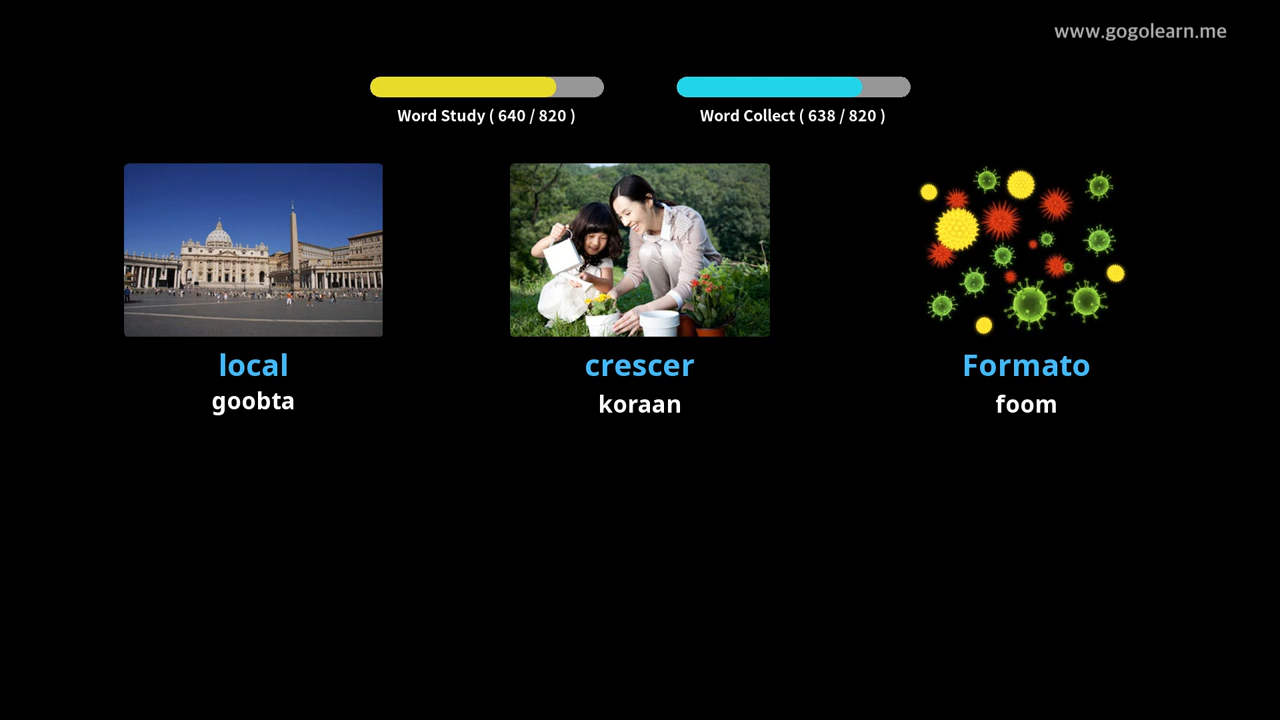 www.gogolearn.me
Word Study ( 640 / 820 )
Word Collect ( 638 / 820 )
local
goobta
crescer
koraan
Formato
foom